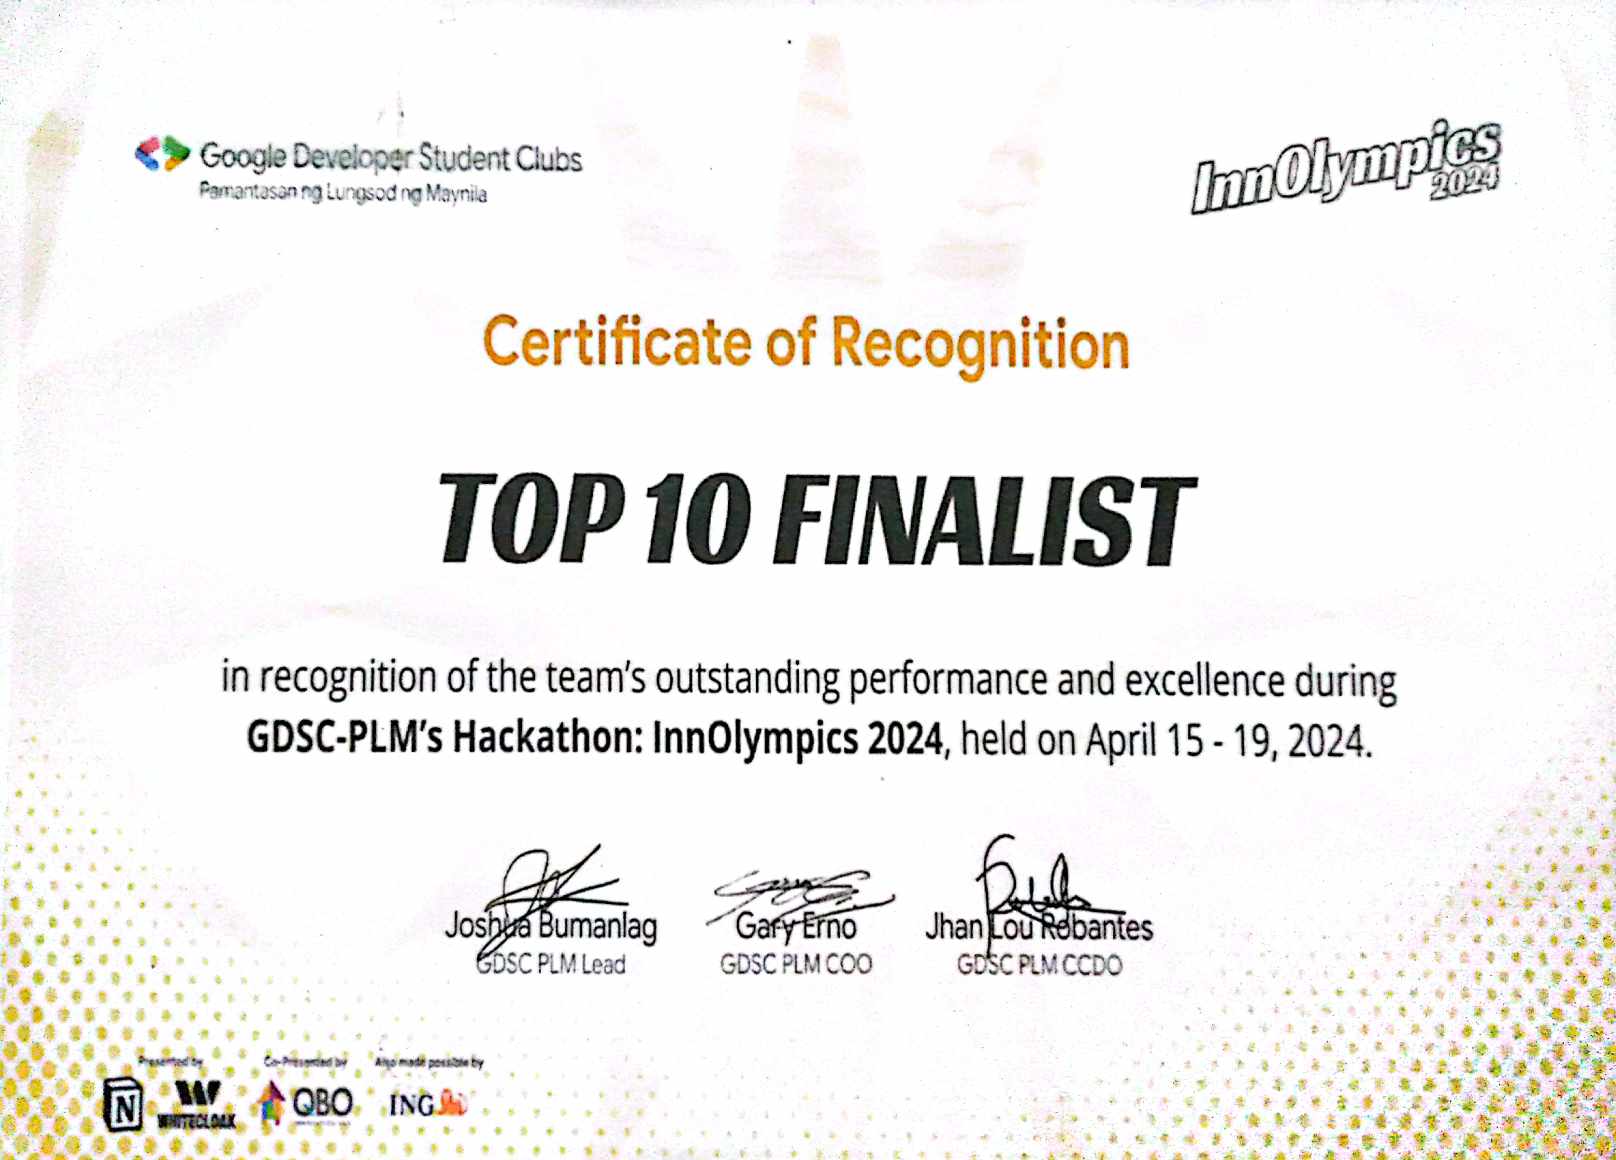 Google Developer Student Clubs
Pamantasan ng Lungsod ng Maynila
InnOlympics
2024
Certificate of Recognition
TOP 10 FINALIST
in recognition of the team's outstanding performance and excellence during
GDSC-PLM's Hackathon: InnOlympics 2024, held on April 15 - 19, 2024.
Joshua Bumanlag
GDSC PLM Lead
Gary Erno
GDSC PLM COO
Jhan Lou Robantes
GDSC PLM CCDO
Presented by
Co-Presented by
Also made possible by
N
WHITECLOAK
QBO
ING